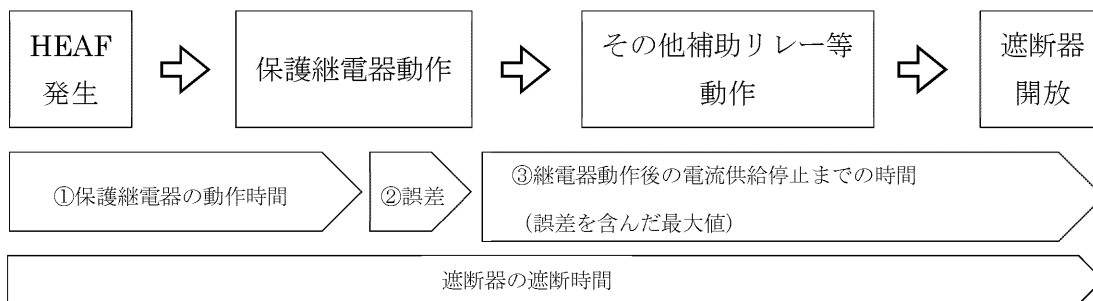 HEAF
発生
保護継電器動作
その他補助リレー等
動作
遮断器
開放
①保護継電器の動作時間
②誤差
③継電器動作後の電流供給停止までの時間
（誤差を含んだ最大値）
遮断器の遮断時間